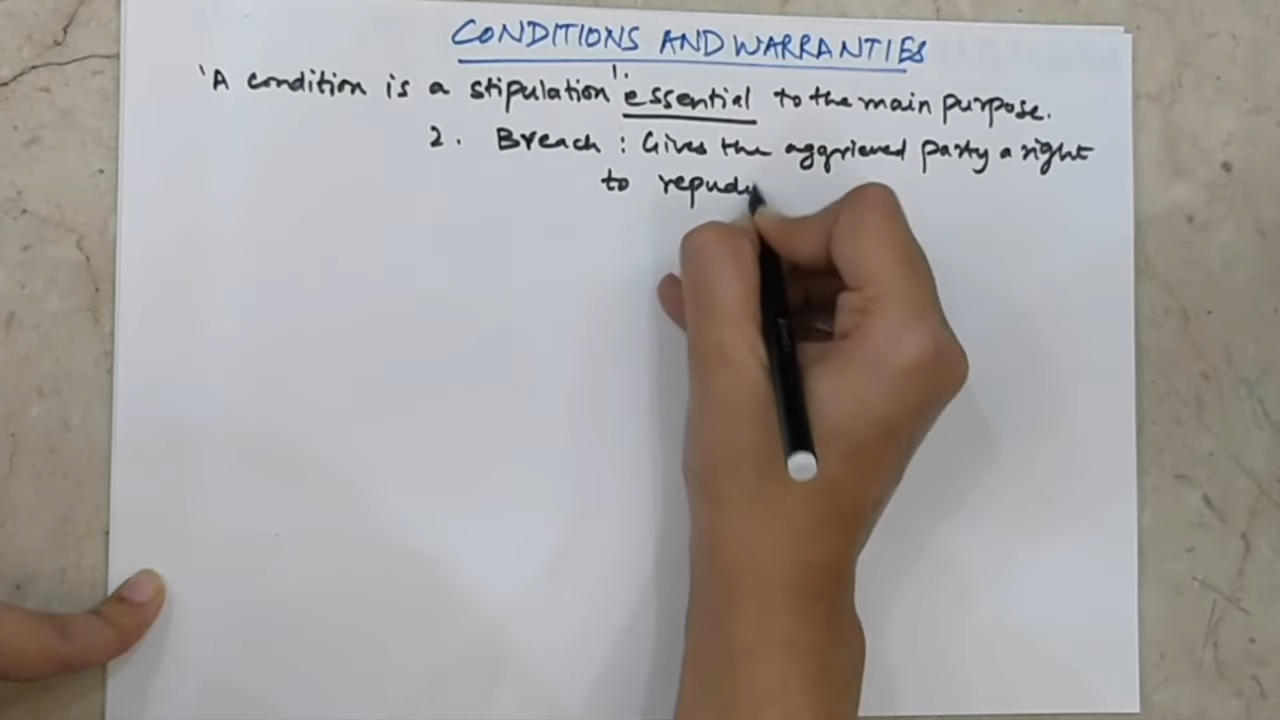 CONDITIONS AND WARRANTIES
'A condition is a stipulation 1. essential to the main purpose.
2. Breach : Gives the aggrieved party a right
to repudi